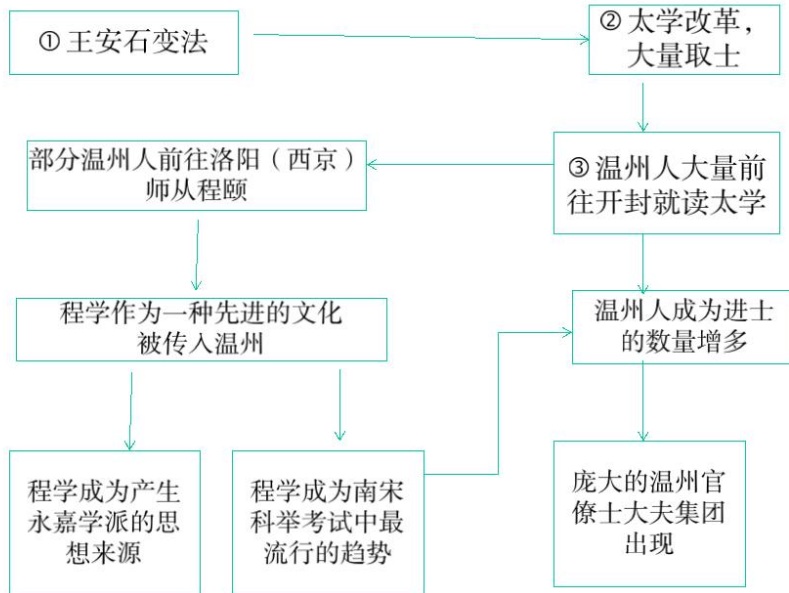 ① 王安石变法
② 太学改革，
大量取士
部分温州人前往洛阳（西京）
师从程颐
③ 温州人大量前
往开封就读太学
程学作为一种先进的文化
被传入温州
温州人成为进士
的数量增多
程学成为产生
永嘉学派的思
想来源
程学成为南宋
科举考试中最
流行的趋势
庞大的温州官
僚士大夫集团
出现